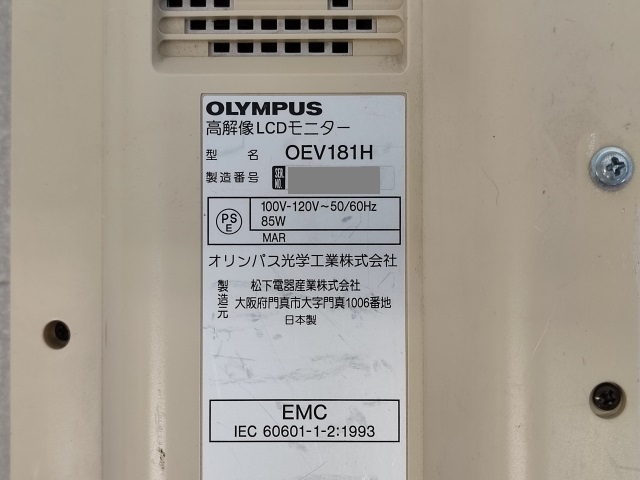 OLYMPUS
高解像LCDモニター
型 名 OEV181H
製造番号 SER. NO.
PS E 100V-120V～50/60Hz
85W
MAR
オリンパス光学工業株式会社
製造元 松下電器産業株式会社
大阪府門真市大字門真1006番地
日本製
EMC
IEC 60601-1-2:1993